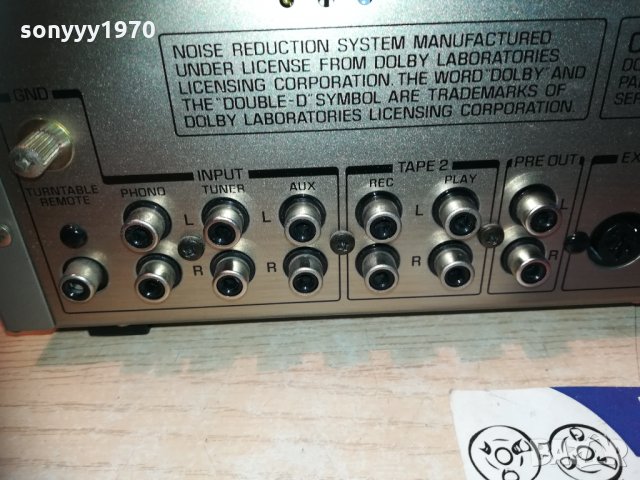 sonyyy1970
NOISE REDUCTION SYSTEM MANUFACTURED
UNDER LICENSE FROM DOLBY LABORATORIES
LICENSING CORPORATION. THE WORD "DOLBY" AND
THE "DOUBLE-D" SYMBOL ARE TRADEMARKS OF
DOLBY LABORATORIES LICENSING CORPORATION.
GND
INPUT
TAPE 2
PRE OUT
EX
TURNTABLE
REMOTE
PHONO
TUNER
AUX
REC
PLAY
L
L
L
L
R
R
R
R